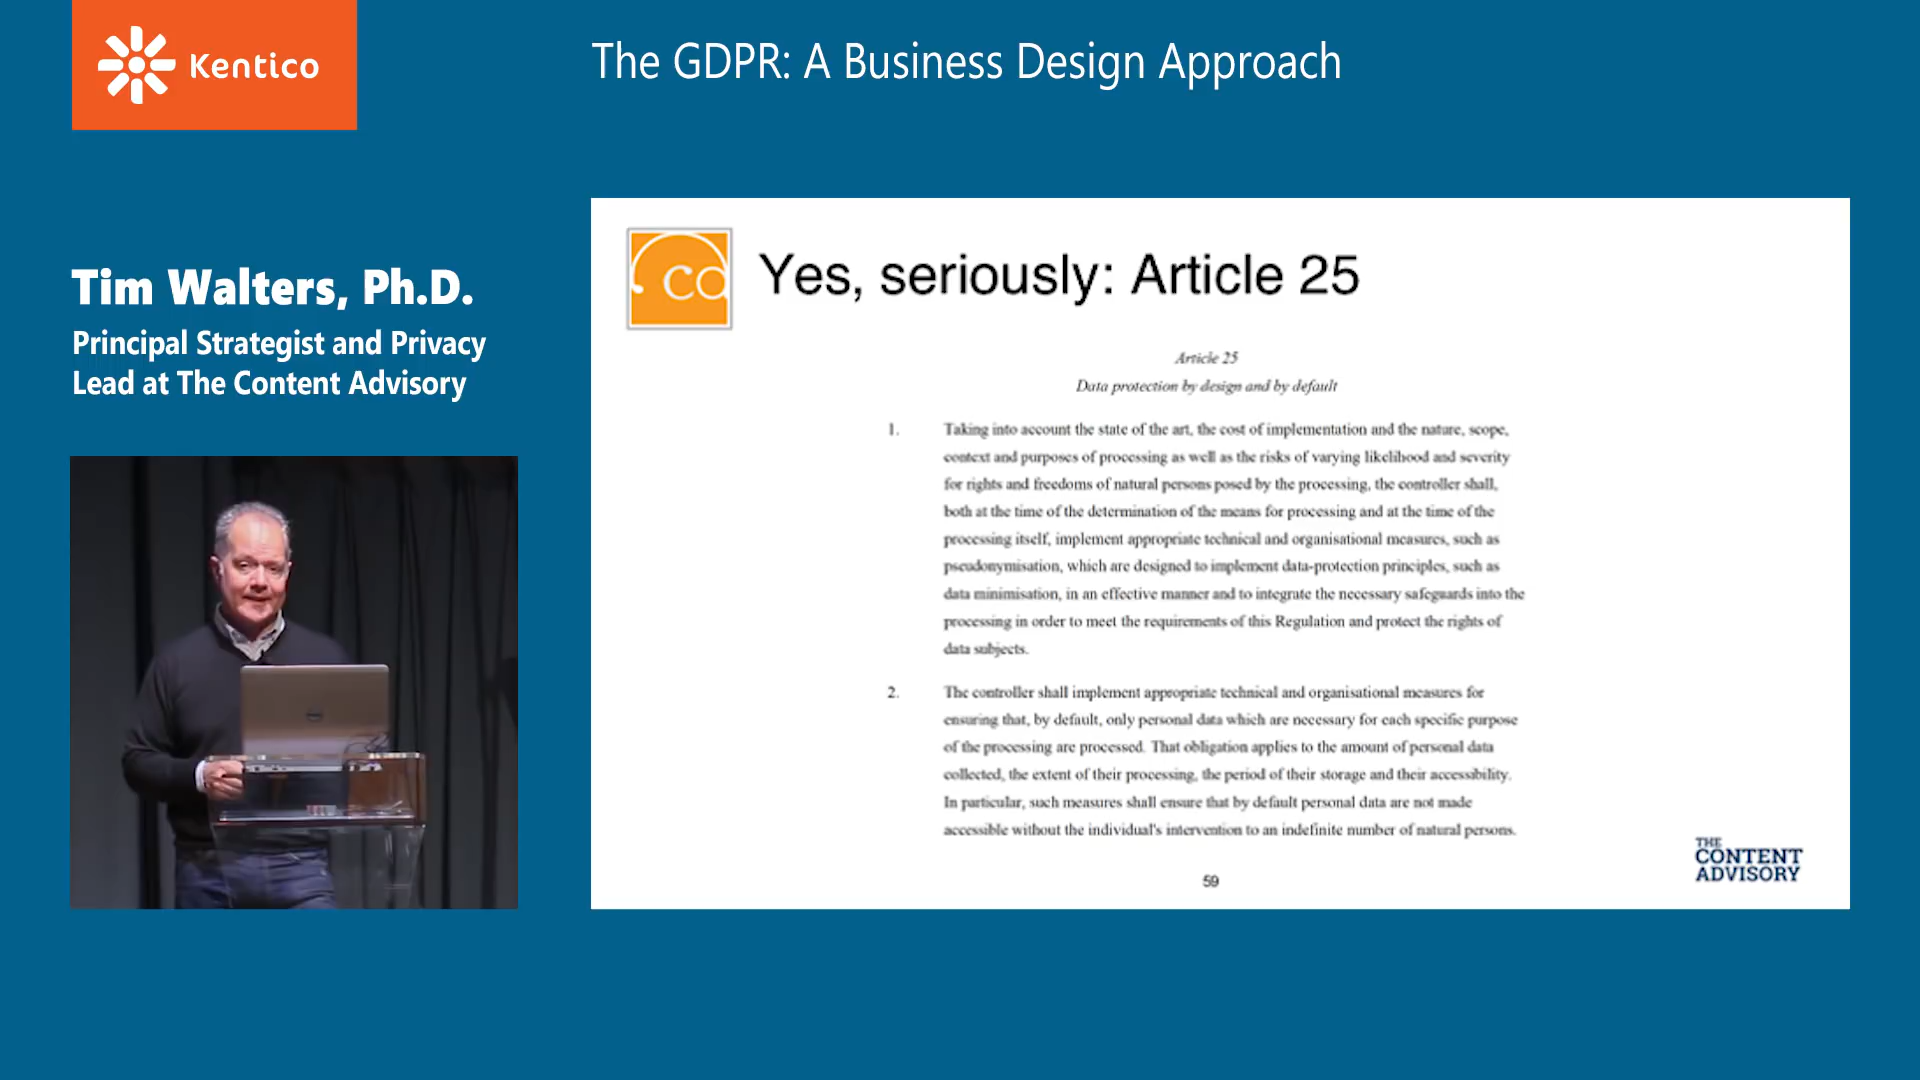 Kentico
The GDPR: A Business Design Approach
Tim Walters, Ph.D.
Principal Strategist and Privacy
Lead at The Content Advisory
ca
Yes, seriously: Article 25
Article 25
Data protection by design and by default
1. Taking into account the state of the art, the cost of implementation and the nature, scope,
context and purposes of processing as well as the risks of varying likelihood and severity
for rights and freedoms of natural persons posed by the processing, the controller shall,
both at the time of the determination of the means for processing and at the time of the
processing itself, implement appropriate technical and organisational measures, such as
pseudonymisation, which are designed to implement data-protection principles, such as
data minimisation, in an effective manner and to integrate the necessary safeguards into the
processing in order to meet the requirements of this Regulation and protect the rights of
data subjects.
2. The controller shall implement appropriate technical and organisational measures for
ensuring that, by default, only personal data which are necessary for each specific purpose
of the processing are processed. That obligation applies to the amount of personal data
collected, the extent of their processing, the period of their storage and their accessibility.
In particular, such measures shall ensure that by default personal data are not made
accessible without the individual's intervention to an indefinite number of natural persons.
59
THE
CONTENT
ADVISORY